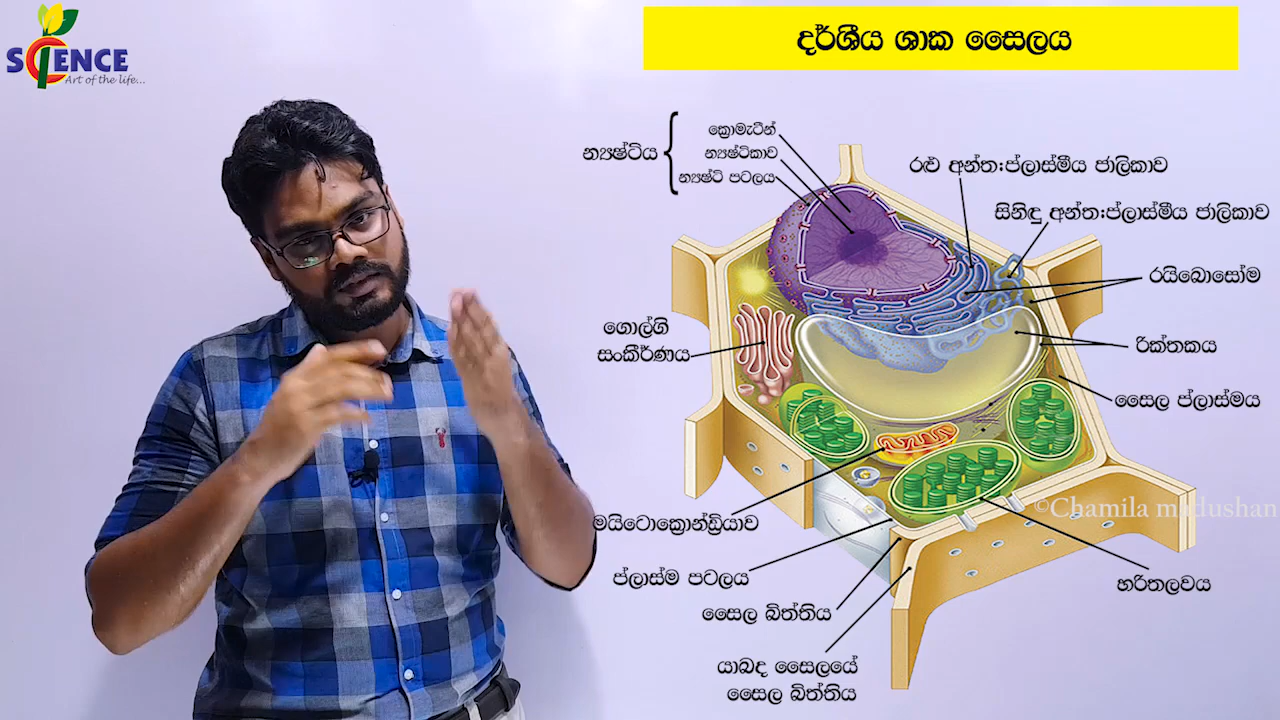 SCIENCE
Art of the life...
දර්ශීය ශාක සෛලය
න්‍යෂ්ටිය
ක්‍රොමැටීන්
න්‍යෂ්ටිකාව
න්‍යෂ්ටි පටලය
රළු අන්තඃප්ලාස්මීය ජාලිකාව
සිනිඳු අන්තඃප්ලාස්මීය ජාලිකාව
රයිබොසෝම
ගොල්ගි
සංකීර්ණය
රික්තකය
සෛල ප්ලාස්මය
©Chamila madushan
මයිටොක්‍රොන්ඩ්‍රියාව
ප්ලාස්ම පටලය
හරිතලවය
සෛල බිත්තිය
යාබද සෛලයේ
සෛල බිත්තිය